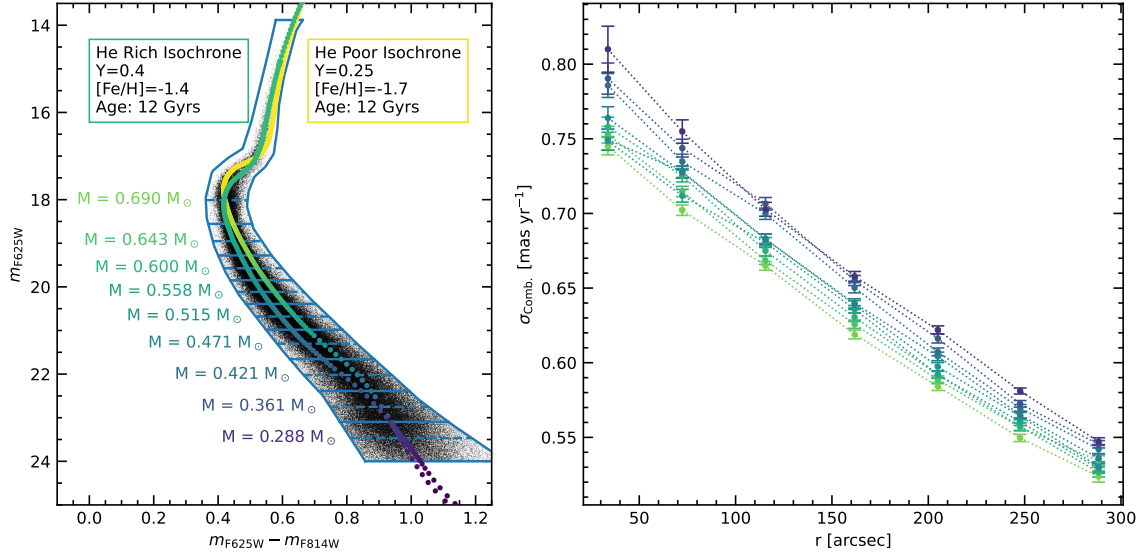 He Rich Isochrone
Y=0.4
[Fe/H]=-1.4
Age: 12 Gyrs
He Poor Isochrone
Y=0.25
[Fe/H]=-1.7
Age: 12 Gyrs
M = 0.690 M⊙
M = 0.643 M⊙
M = 0.600 M⊙
M = 0.558 M⊙
M = 0.515 M⊙
M = 0.471 M⊙
M = 0.421 M⊙
M = 0.361 M⊙
M = 0.288 M⊙
14
16
18
20
22
24
m_F625W
0.0 0.2 0.4 0.6 0.8 1.0 1.2
m_F625W − m_F814W
0.80
0.75
0.70
0.65
0.60
0.55
σ_Comb. [mas yr⁻¹]
50 100 150 200 250 300
r [arcsec]